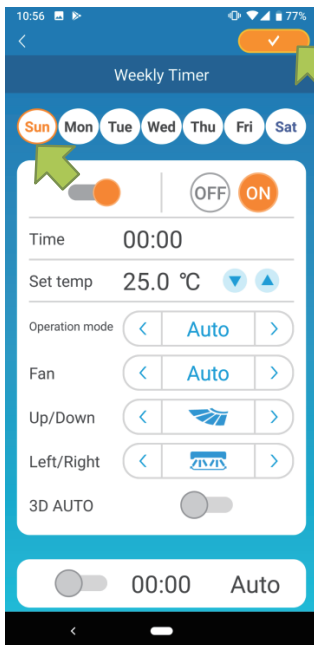 10:56 77%
Weekly Timer
Sun Mon Tue Wed Thu Fri Sat
OFF ON
Time 00:00
Set temp 25.0 ℃
Operation mode Auto
Fan Auto
Up/Down
Left/Right
3D AUTO
00:00 Auto